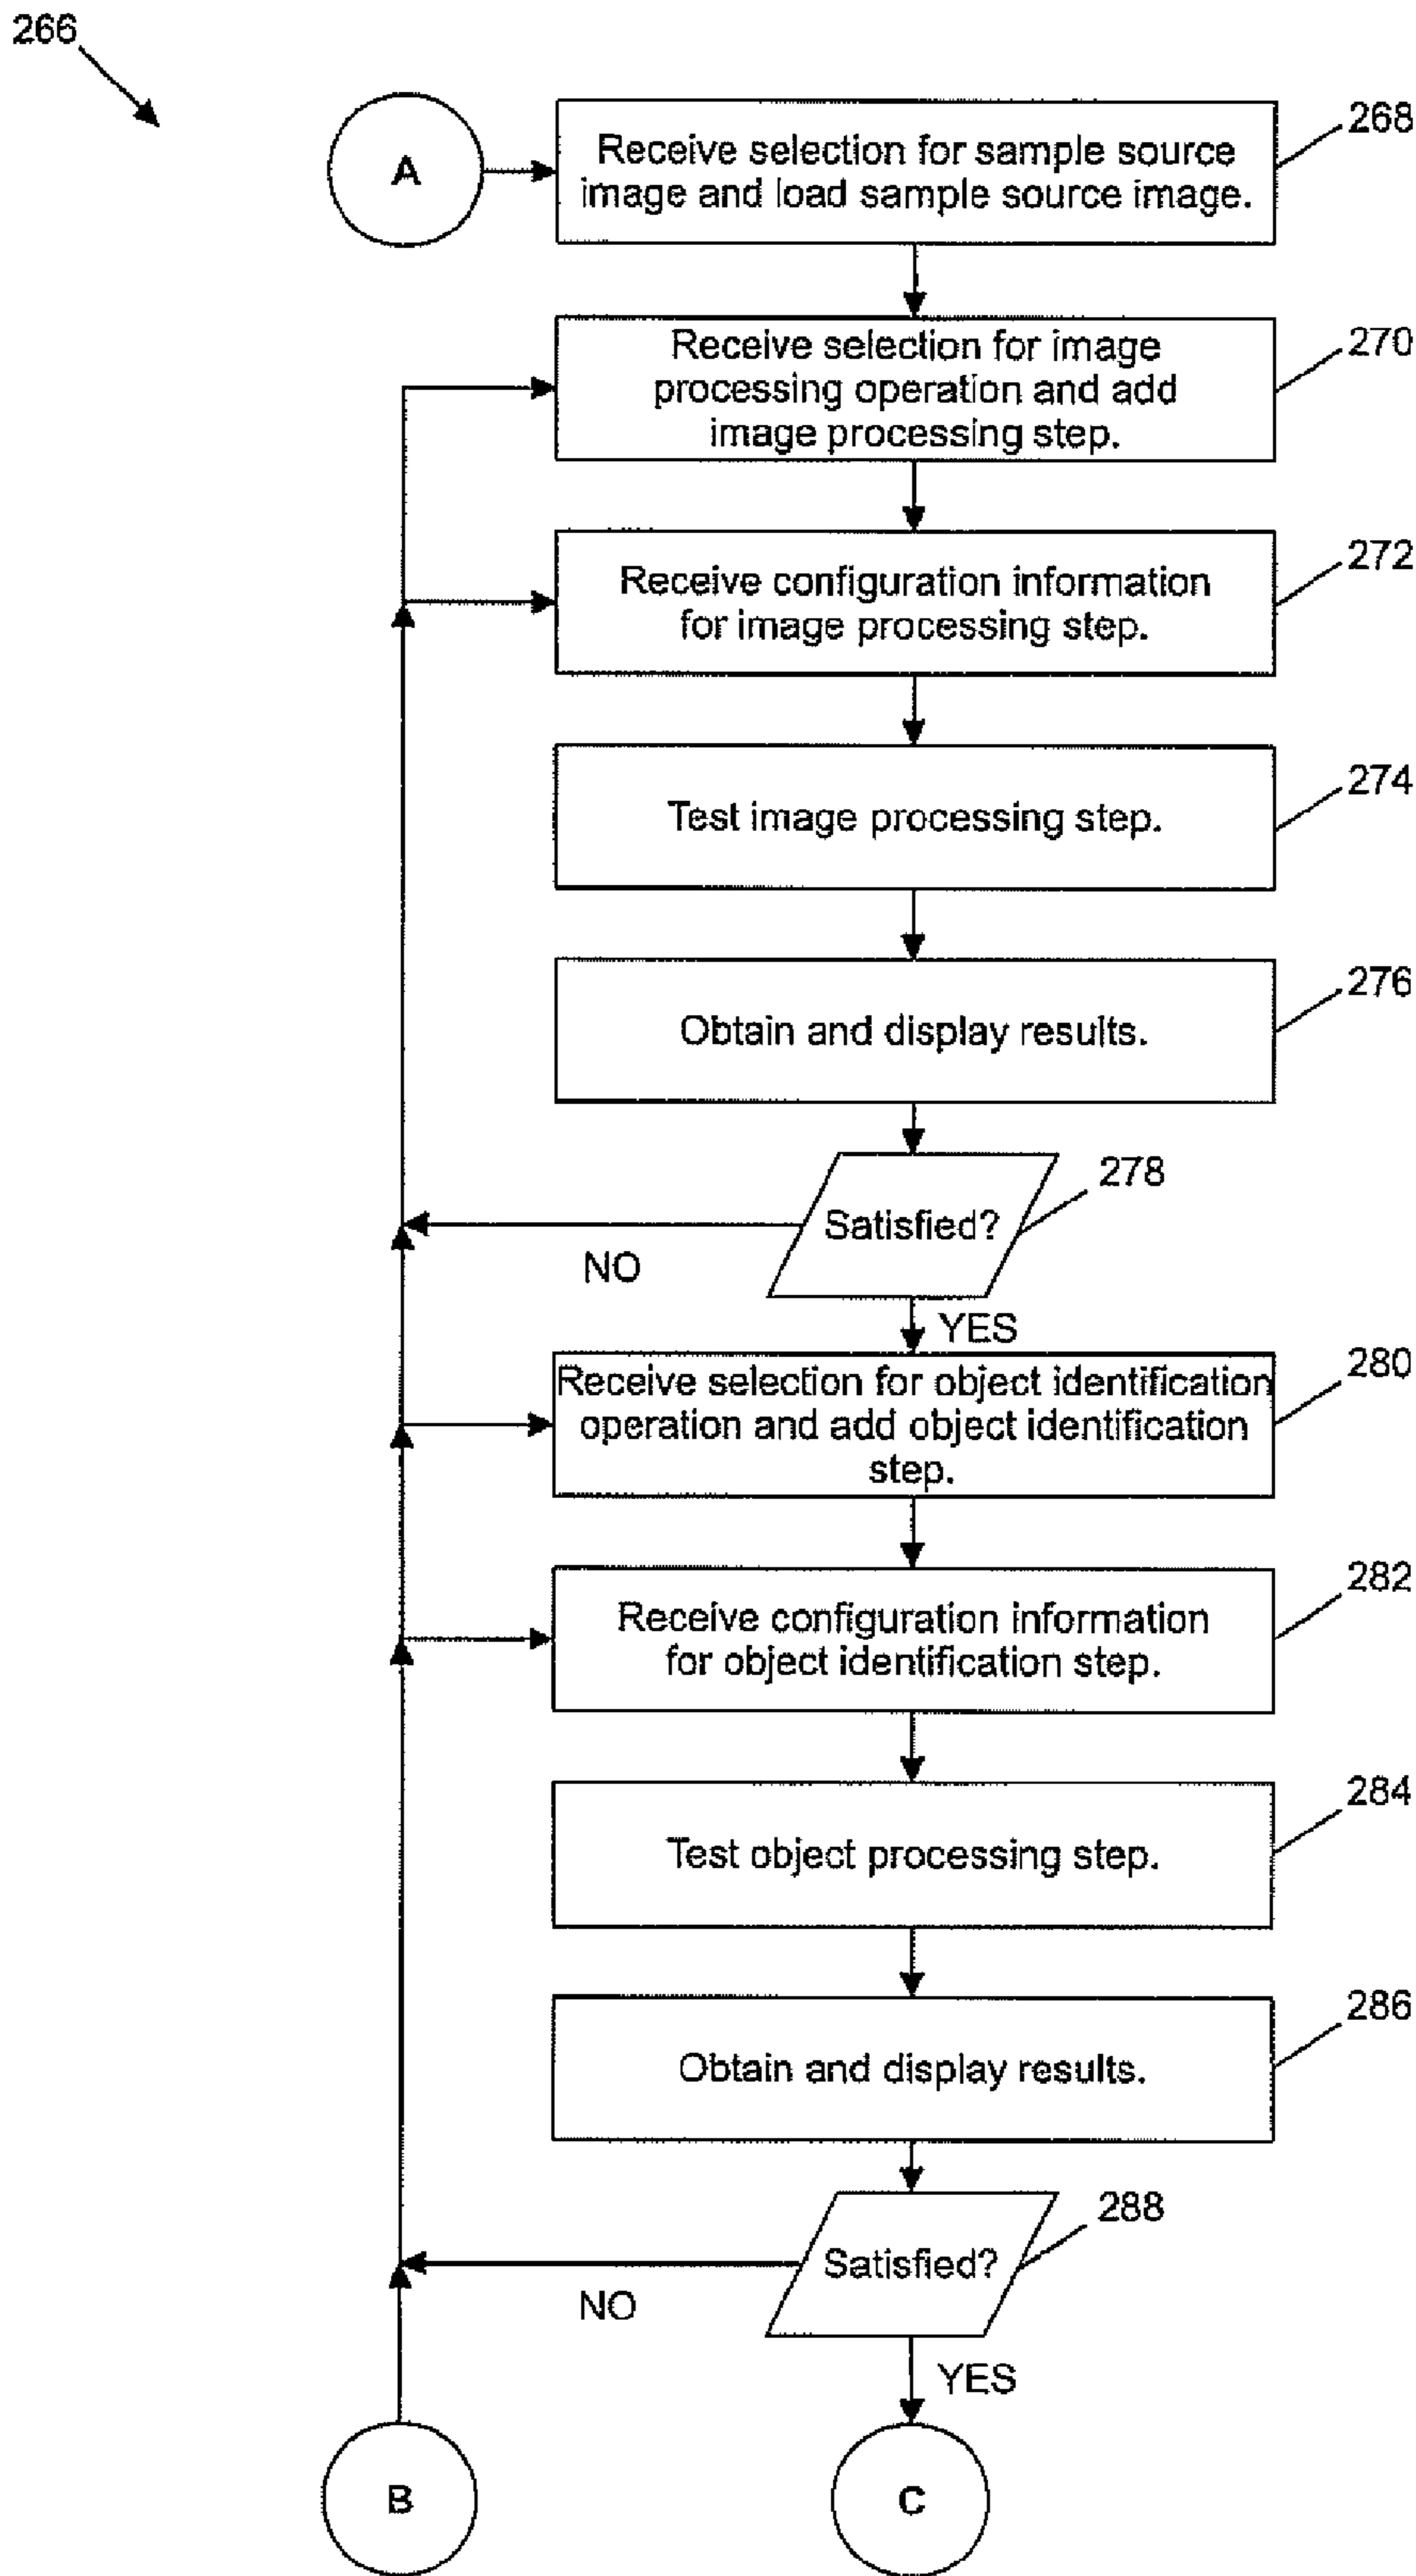 266
A
Receive selection for sample source
image and load sample source image.
268
Receive selection for image
processing operation and add
image processing step.
270
Receive configuration information
for image processing step.
272
Test image processing step.
274
Obtain and display results.
276
Satisfied?
278
NO
YES
Receive selection for object identification
operation and add object identification
step.
280
Receive configuration information
for object identification step.
282
Test object processing step.
284
Obtain and display results.
286
Satisfied?
288
NO
YES
B
C